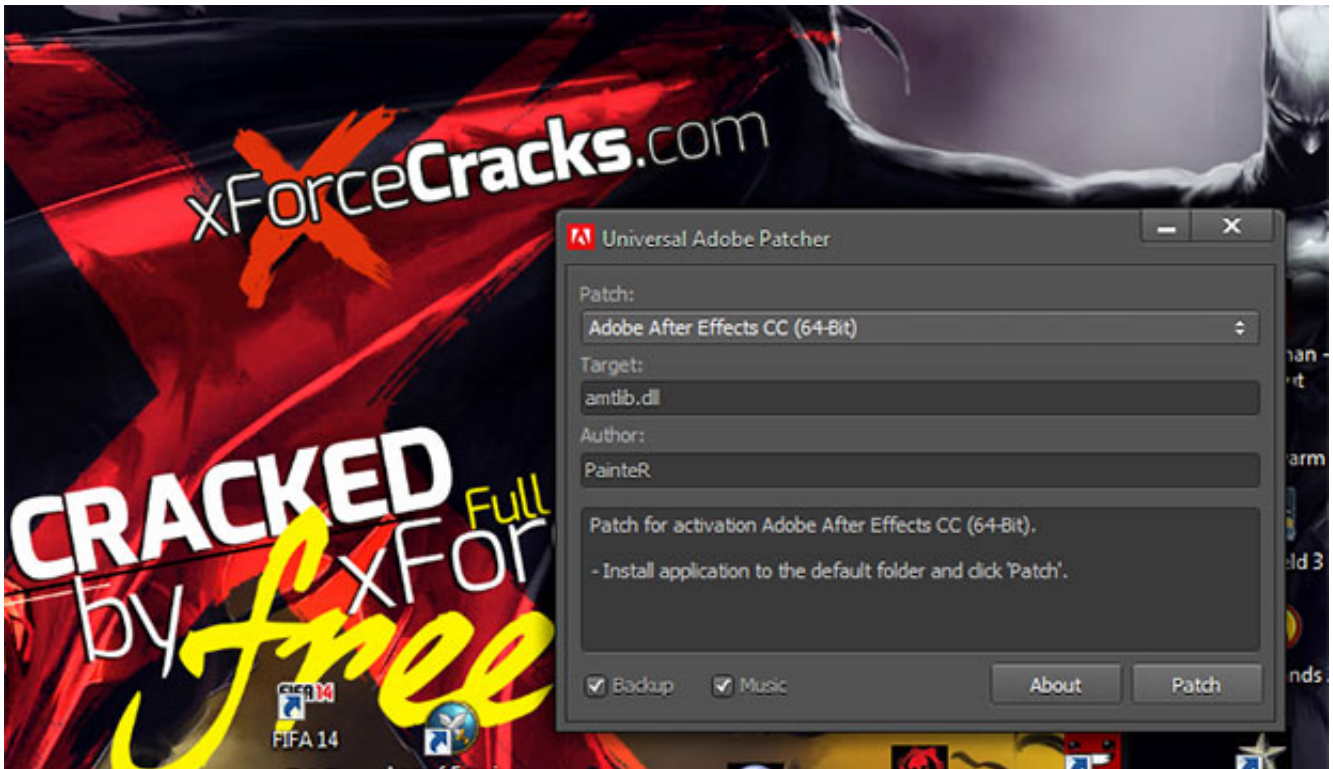 xForceCracks.com
CRACKED
Full
by xFor
free
Universal Adobe Patcher
Patch:
Adobe After Effects CC (64-Bit)
Target:
amtlib.dll
Author:
PainteR
Patch for activation Adobe After Effects CC (64-Bit).
- Install application to the default folder and click 'Patch'.
Backup
Music
About
Patch
FIFA 14
FIFA 14